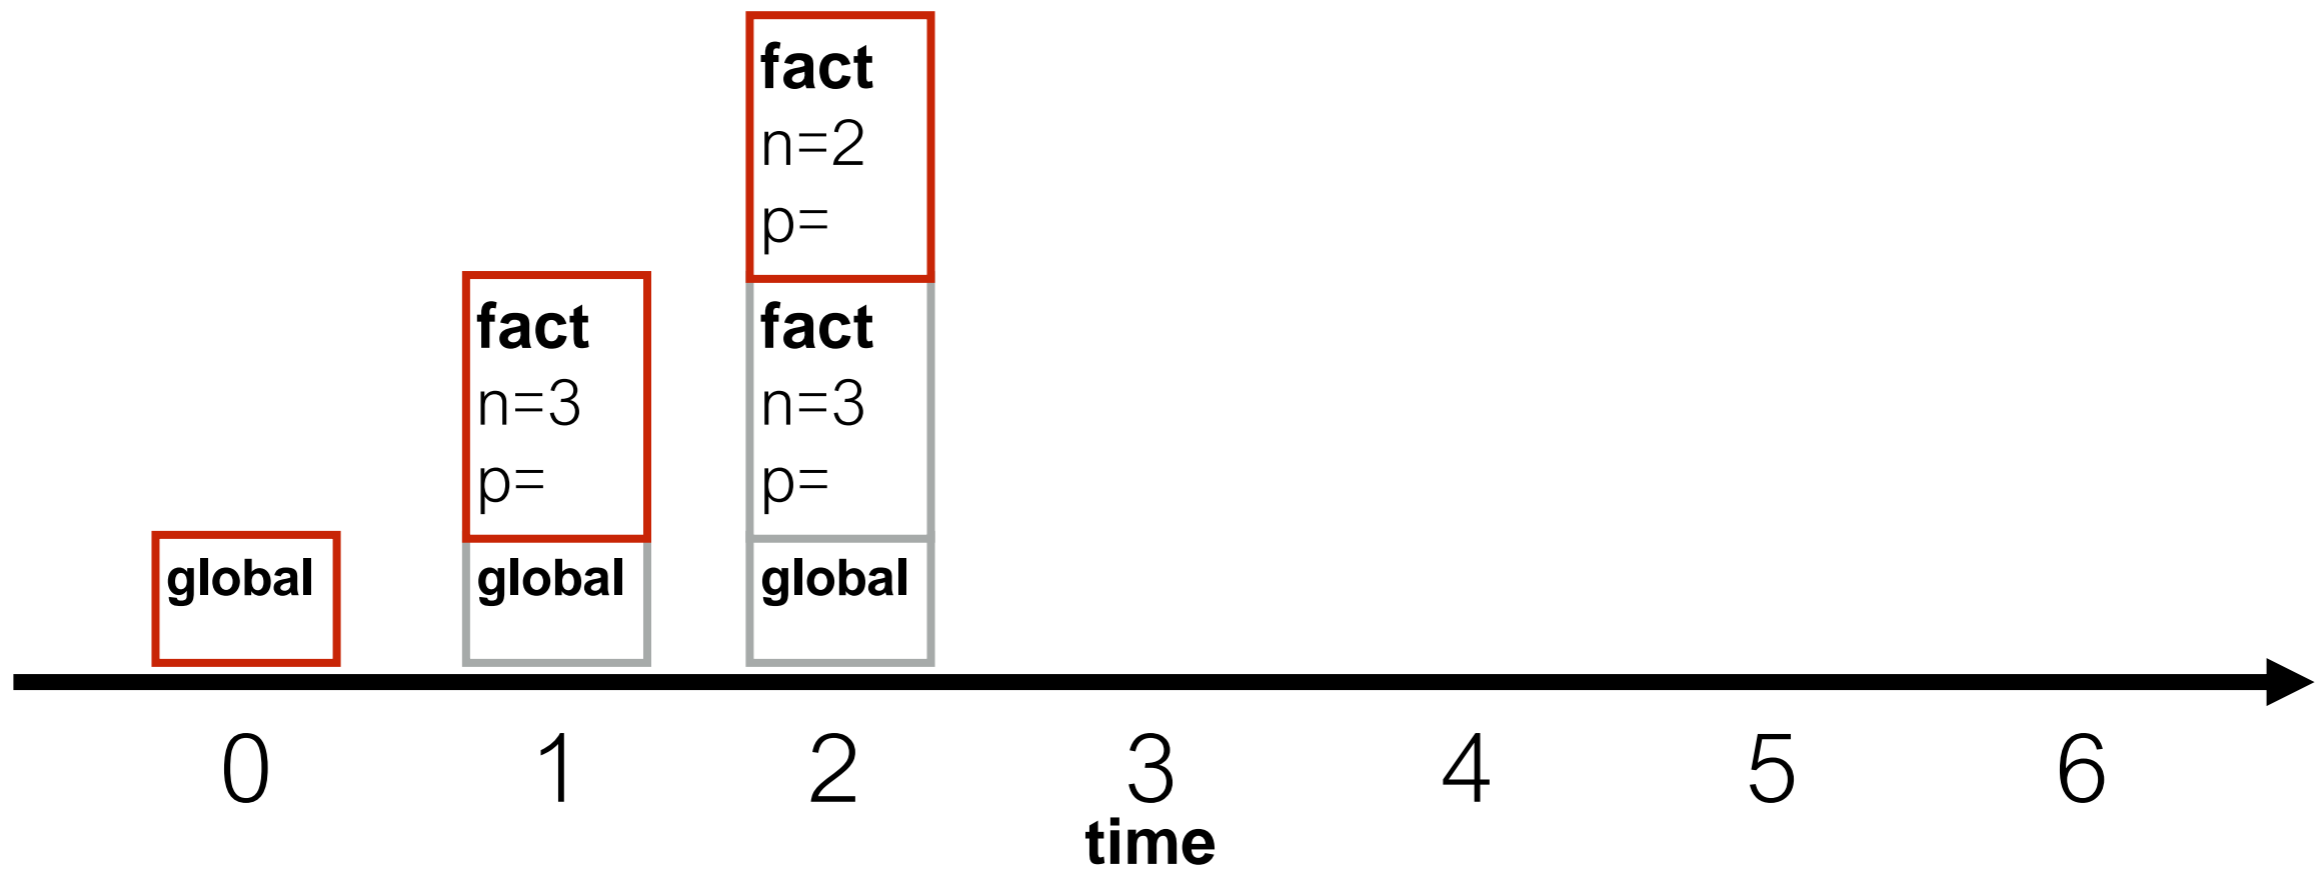 fact
n=2
p=
fact
n=3
p=
fact
n=3
p=
global
global
global
0 1 2 3 4 5 6
time